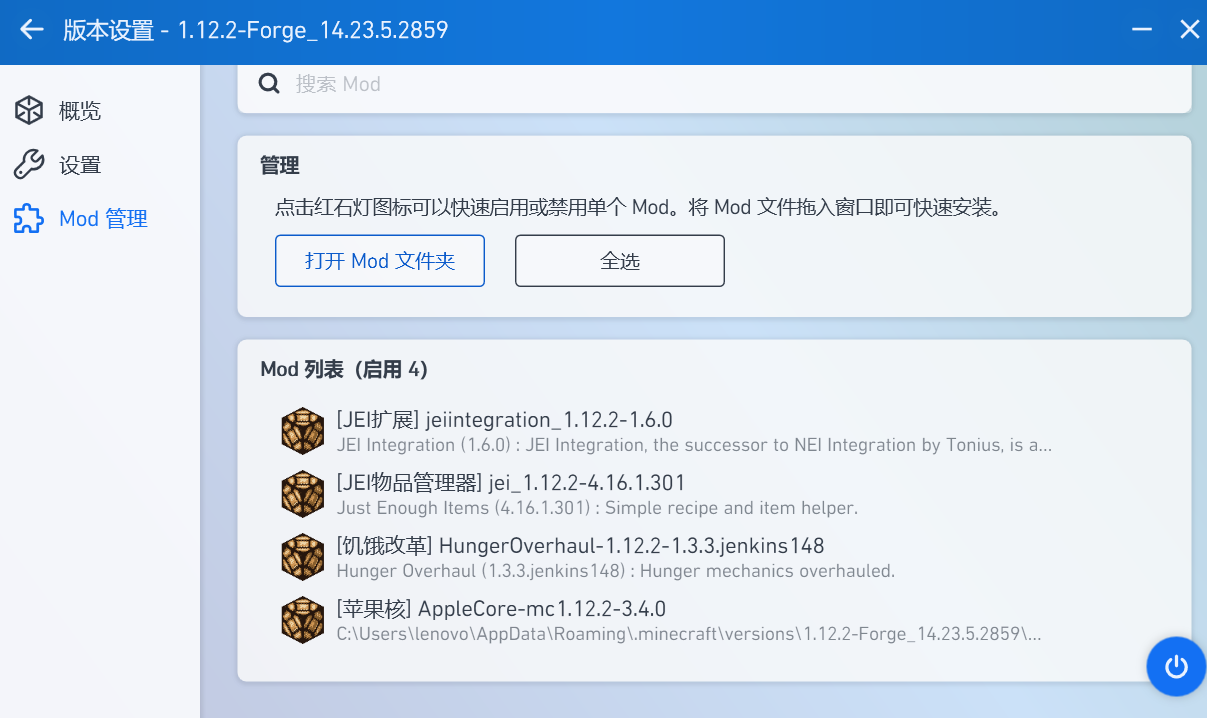 版本设置 - 1.12.2-Forge_14.23.5.2859
搜索 Mod
概览
设置
Mod 管理
管理
点击红石灯图标可以快速启用或禁用单个 Mod。将 Mod 文件拖入窗口即可快速安装。
打开 Mod 文件夹
全选
Mod 列表（启用 4）
[JEI扩展] jeiintegration_1.12.2-1.6.0
JEI Integration (1.6.0) : JEI Integration, the successor to NEI Integration by Tonius, is a...
[JEI物品管理器] jei_1.12.2-4.16.1.301
Just Enough Items (4.16.1.301) : Simple recipe and item helper.
[饥饿改革] HungerOverhaul-1.12.2-1.3.3.jenkins148
Hunger Overhaul (1.3.3.jenkins148) : Hunger mechanics overhauled.
[苹果核] AppleCore-mc1.12.2-3.4.0
C:\Users\lenovo\AppData\Roaming\.minecraft\versions\1.12.2-Forge_14.23.5.2859\...